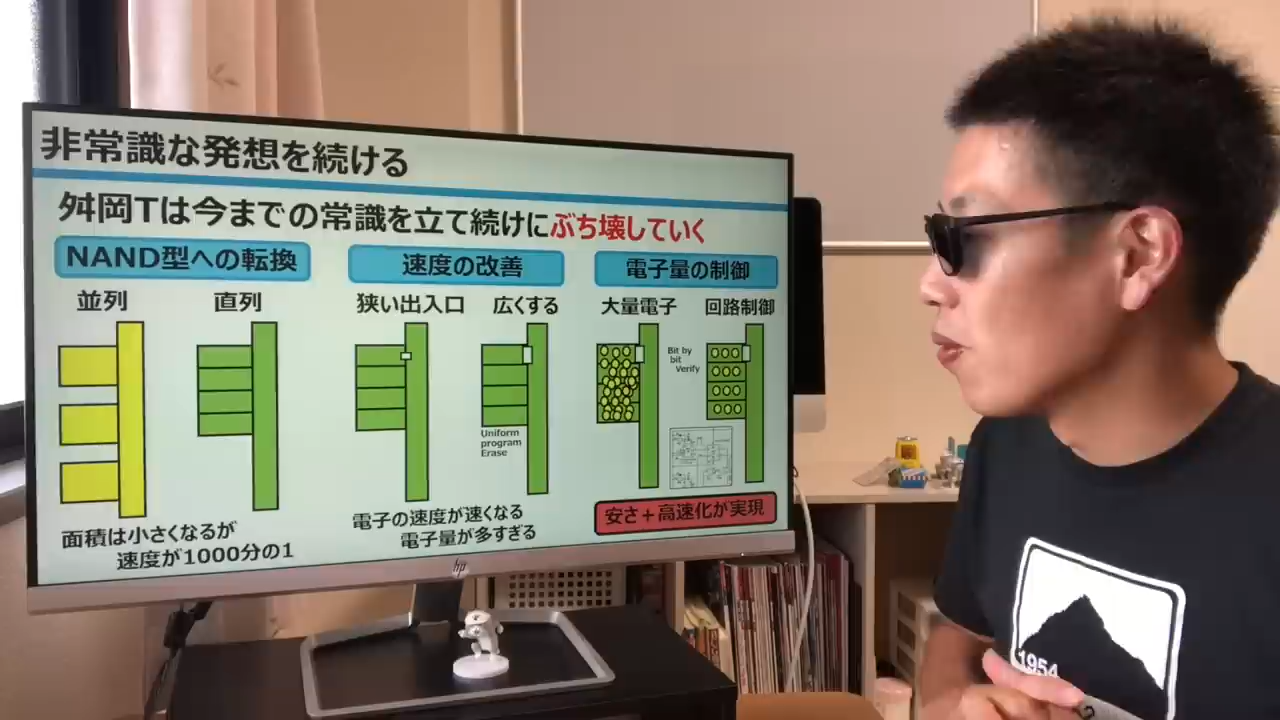 非常識な発想を続ける
舛岡Tは今までの常識を立て続けにぶち壊していく
NAND型への転換
並列
直列
面積は小さくなるが
速度が1000分の1
速度の改善
狭い出入口
広くする
Uniform
program
Erase
電子の速度が速くなる
電子量が多すぎる
電子量の制御
大量電子
回路制御
Bit by
bit
Verify
安さ+高速化が実現
hp
1954